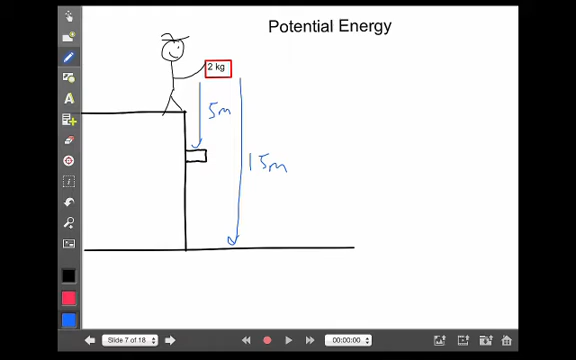 Potential Energy
2 kg
5m
15m
A
Slide 7 of 18
00:00:00